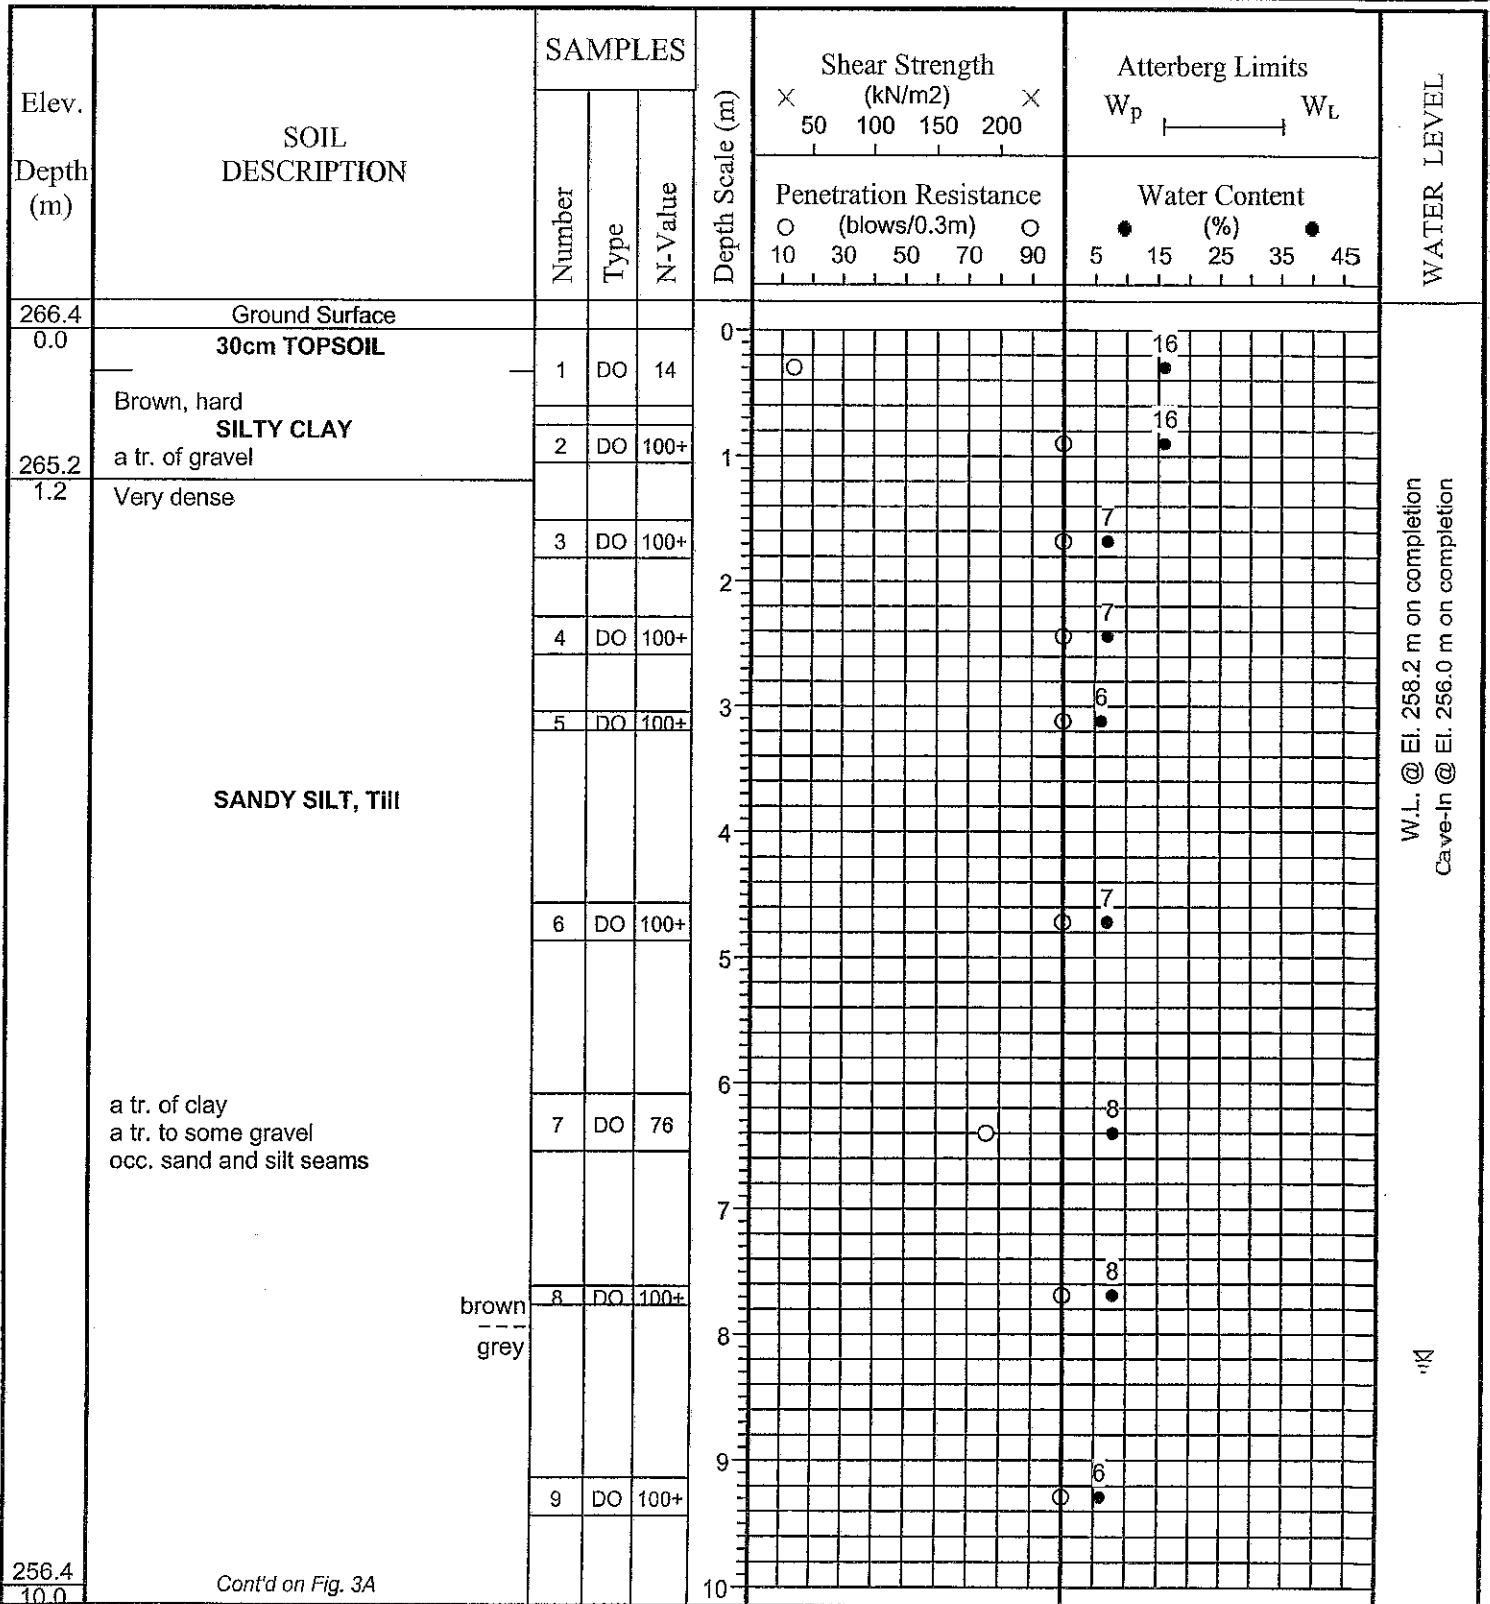 Elev.
Depth
(m)
SOIL
DESCRIPTION
SAMPLES
Number
Type
N-Value
Depth Scale (m)
Shear Strength
× (kN/m2) ×
50 100 150 200
Penetration Resistance
○ (blows/0.3m) ○
10 30 50 70 90
Atterberg Limits
Wp WL
Water Content
● (%) ●
5 15 25 35 45
WATER LEVEL
266.4 Ground Surface
0.0 30cm TOPSOIL
0
16
1 DO 14
Brown, hard
SILTY CLAY
16
2 DO 100+
a tr. of gravel
265.2
1
1.2 Very dense
7
3 DO 100+
2
7
4 DO 100+
6
3
5 DO 100+
SANDY SILT, Till
4
7
6 DO 100+
5
6
a tr. of clay
8
7 DO 76
a tr. to some gravel
occ. sand and silt seams
7
8
8 DO 100+
brown
grey
8
9
6
9 DO 100+
256.4
10.0
Cont'd on Fig. 3A
10
W.L. @ El. 258.2 m on completion
Cave-In @ El. 256.0 m on completion